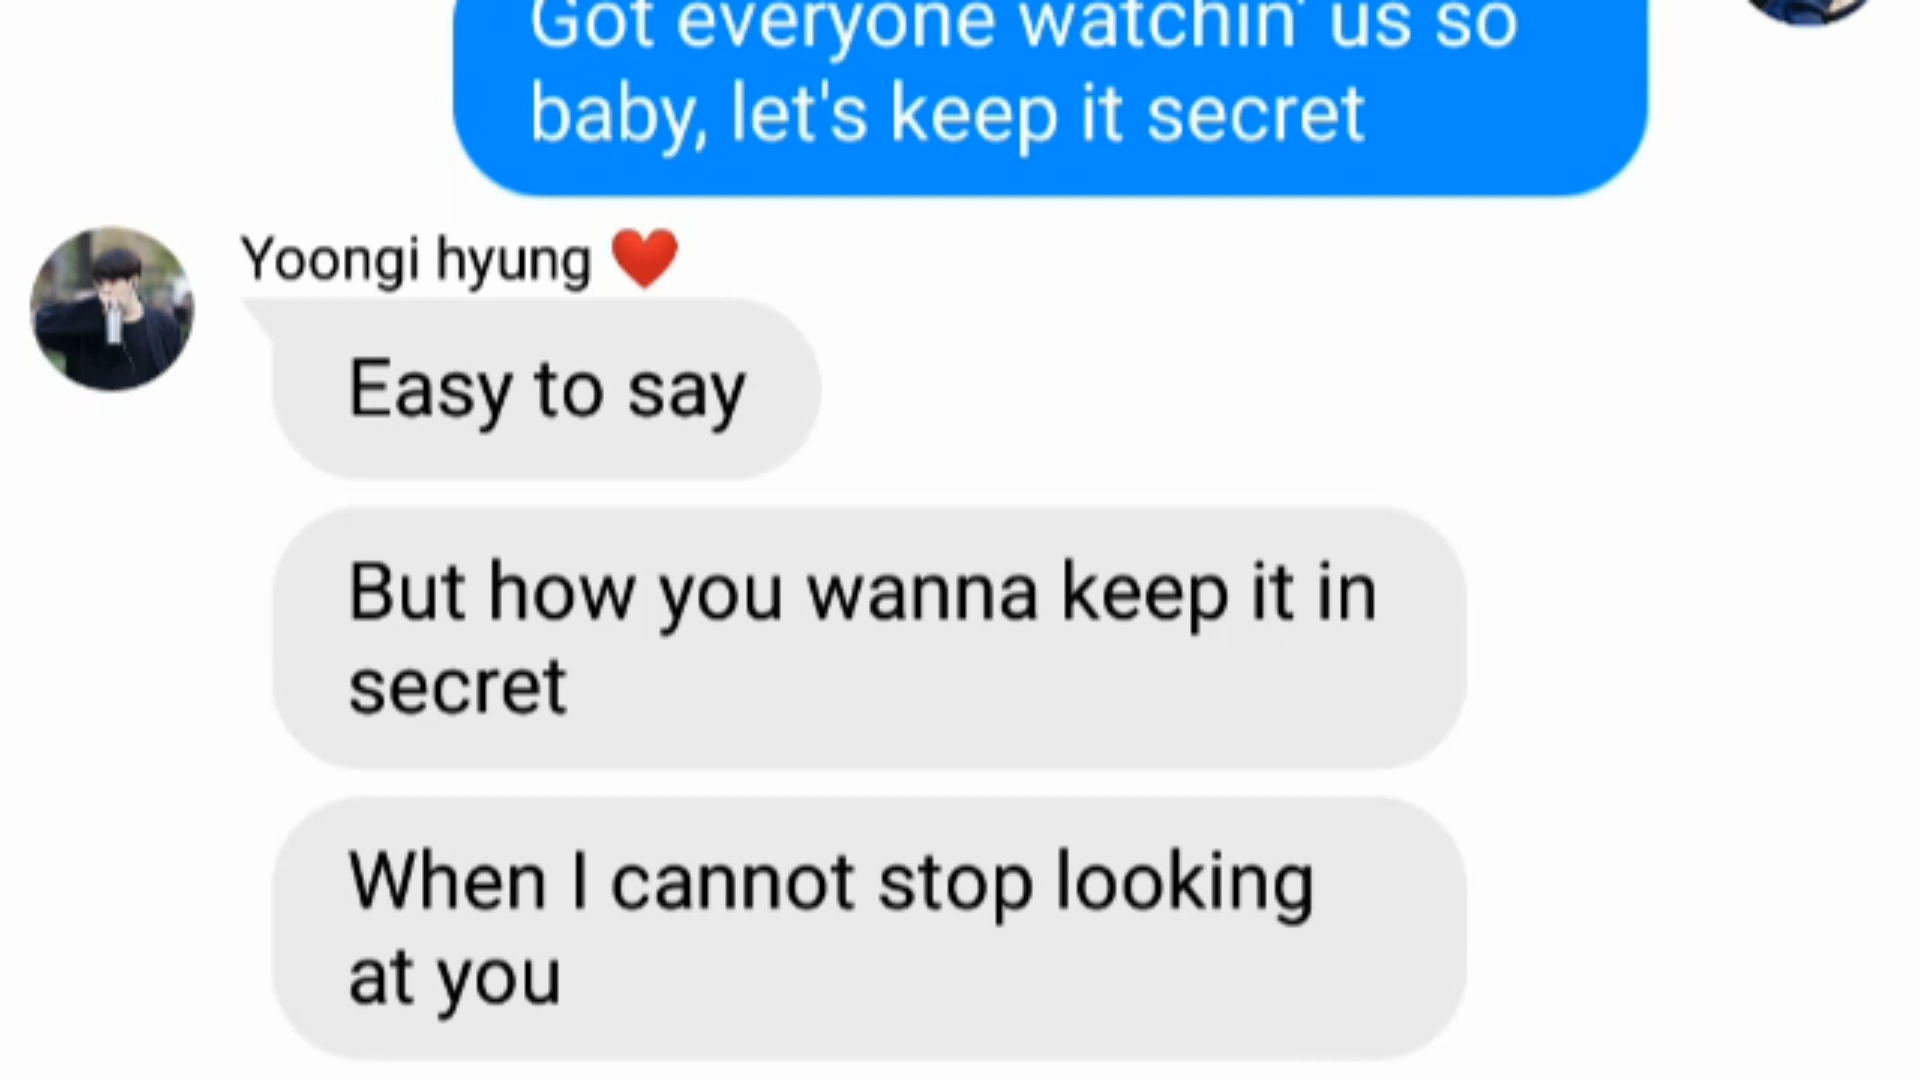 Got everyone watchin' us so
baby, let's keep it secret
Yoongi hyung ❤️
Easy to say
But how you wanna keep it in
secret
When I cannot stop looking
at you